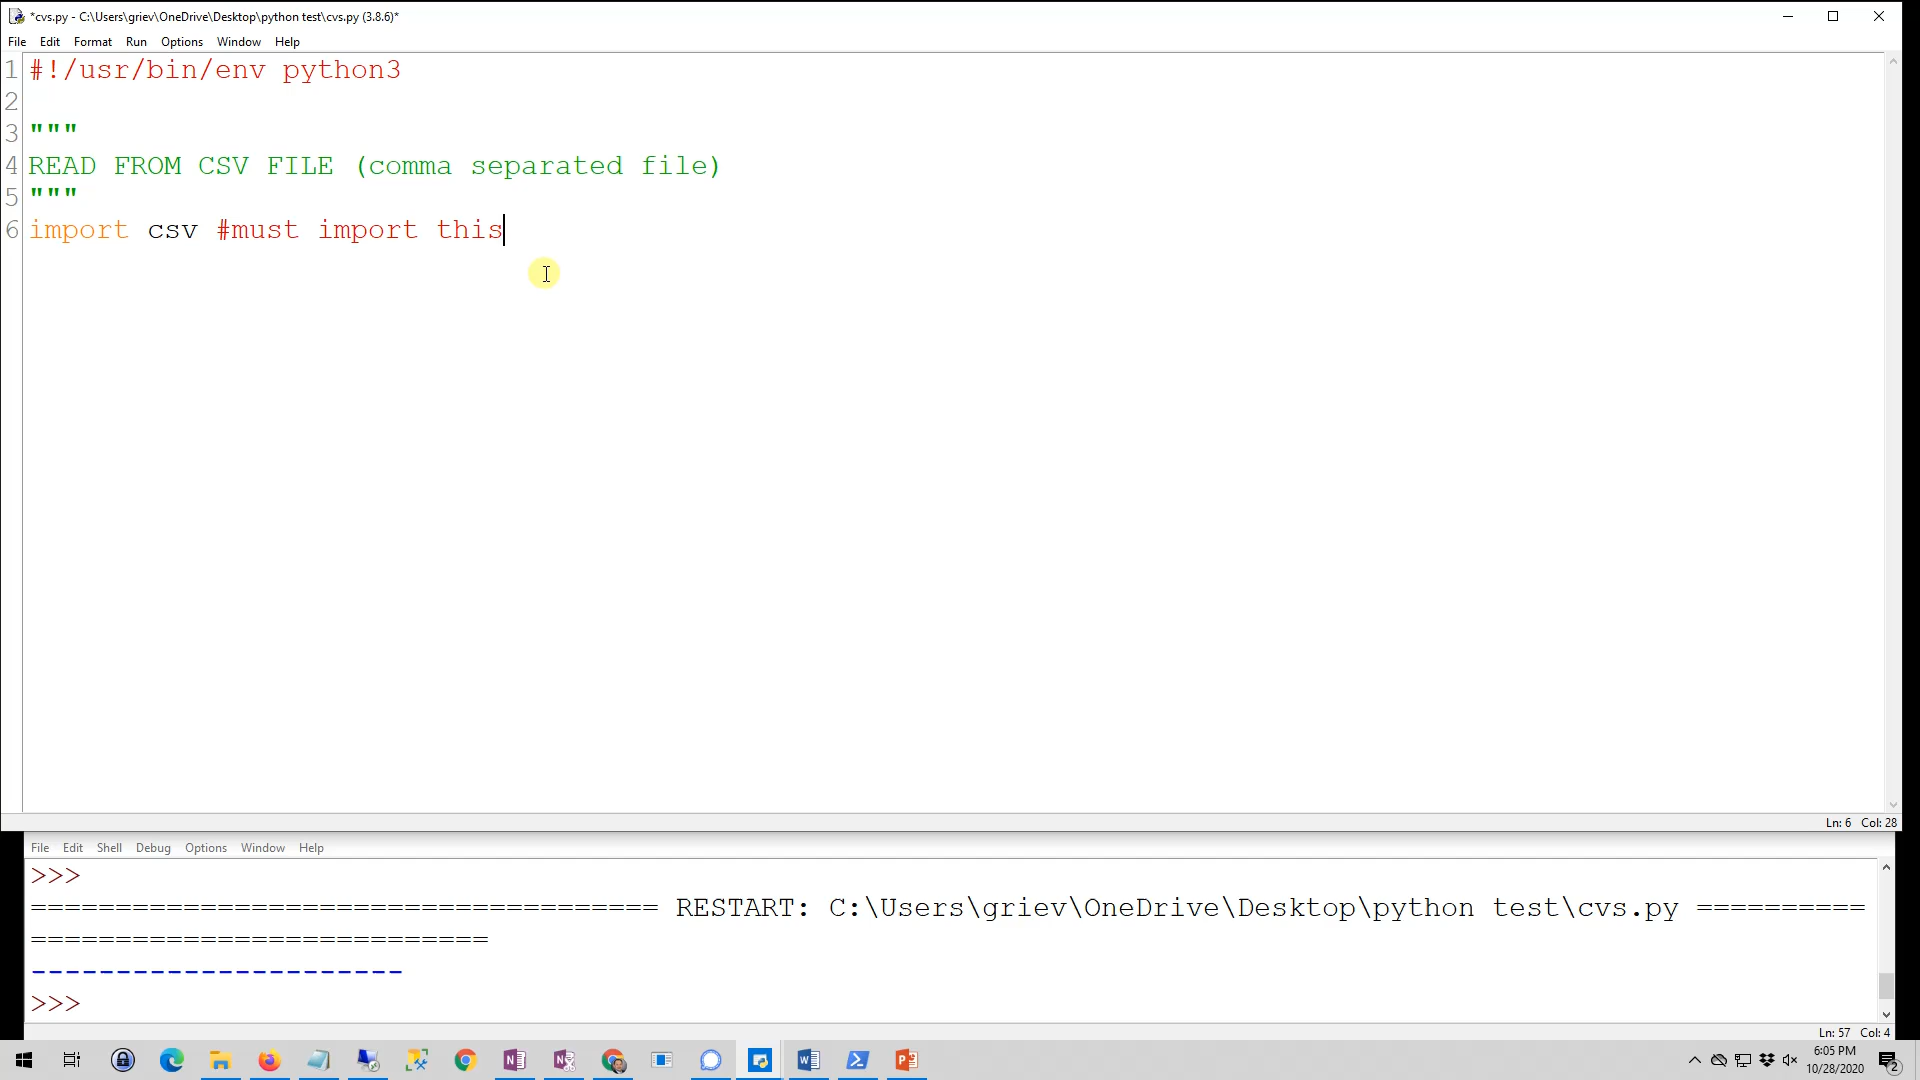 *cvs.py - C:\Users\griev\OneDrive\Desktop\python test\cvs.py (3.8.6)*
File Edit Format Run Options Window Help
1 #!/usr/bin/env python3
2
3 """
4 READ FROM CSV FILE (comma separated file)
5 """
6 import csv #must import this
Ln: 6 Col: 28
File Edit Shell Debug Options Window Help
>>>
===================================== RESTART: C:\Users\griev\OneDrive\Desktop\python test\cvs.py ==========
===========================
----------------------
>>>
Ln: 57 Col: 4
6:05 PM
10/28/2020
2